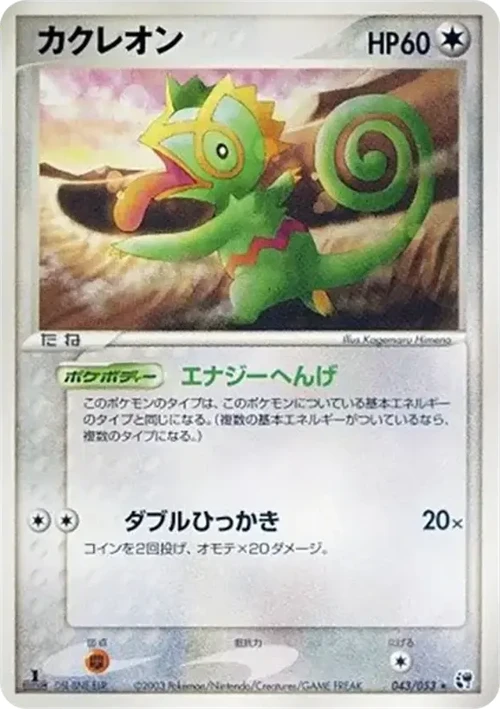 カクレオン HP60
たね
Illus. Kagemaru Himeno
ポケボディー エナジーへんげ
このポケモンのタイプは、このポケモンについている基本エネルギー
のタイプと同じになる。(複数の基本エネルギーがついているなら、
複数のタイプになる。)
ダブルひっかき 20×
コインを2回投げ、オモテ×20ダメージ。
弱点 抵抗力 にげる
1
©2003 Pokémon/Nintendo/Creatures/GAME FREAK.
043/053 ★